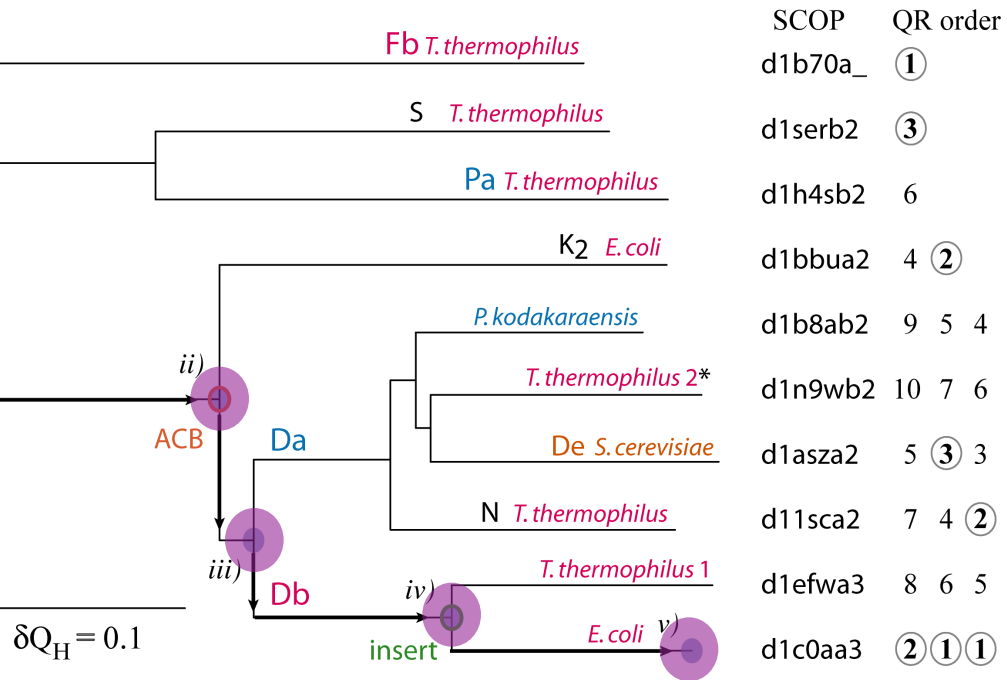 SCOP QR order
Fb T. thermophilus d1b70a_ 1
S T. thermophilus d1serb2 3
Pa T. thermophilus d1h4sb2 6
K2 E. coli d1bbua2 4 2
P. kodakaraensis d1b8ab2 9 5 4
ii)
T. thermophilus 2* d1n9wb2 10 7 6
ACB Da De S. cerevisiae d1asza2 5 3 3
N T. thermophilus d11sca2 7 4 2
iii) T. thermophilus 1 d1efwa3 8 6 5
Db iv)
δQH = 0.1 insert E. coli v) d1c0aa3 2 1 1